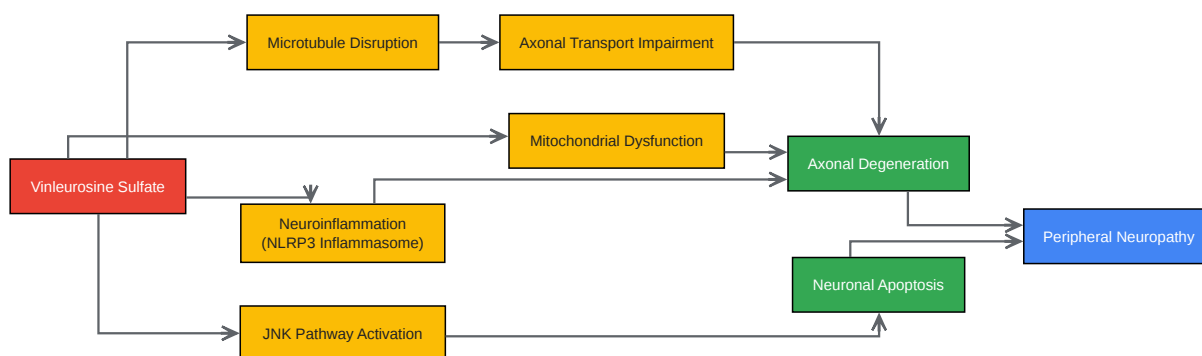 Microtubule Disruption
Axonal Transport Impairment
Mitochondrial Dysfunction
Axonal Degeneration
Vinleurosine Sulfate
Neuroinflammation
(NLRP3 Inflammasome)
Peripheral Neuropathy
Neuronal Apoptosis
JNK Pathway Activation